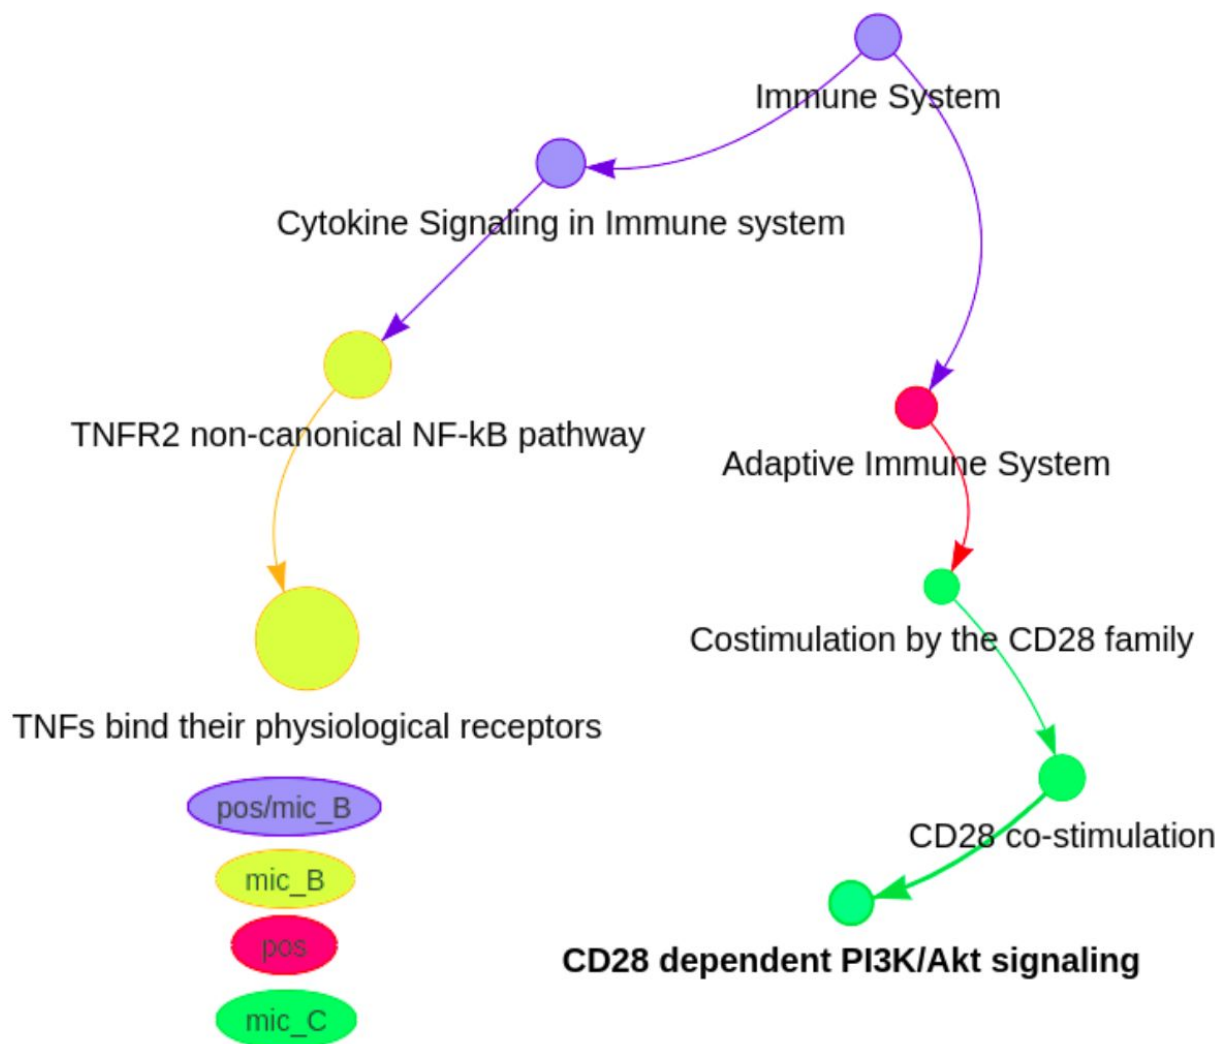 Immune System
Cytokine Signaling in Immune system
TNFR2 non-canonical NF-kB pathway
Adaptive Immune System
Costimulation by the CD28 family
TNFs bind their physiological receptors
CD28 co-stimulation
CD28 dependent PI3K/Akt signaling
pos/mic_B
mic_B
pos
mic_C